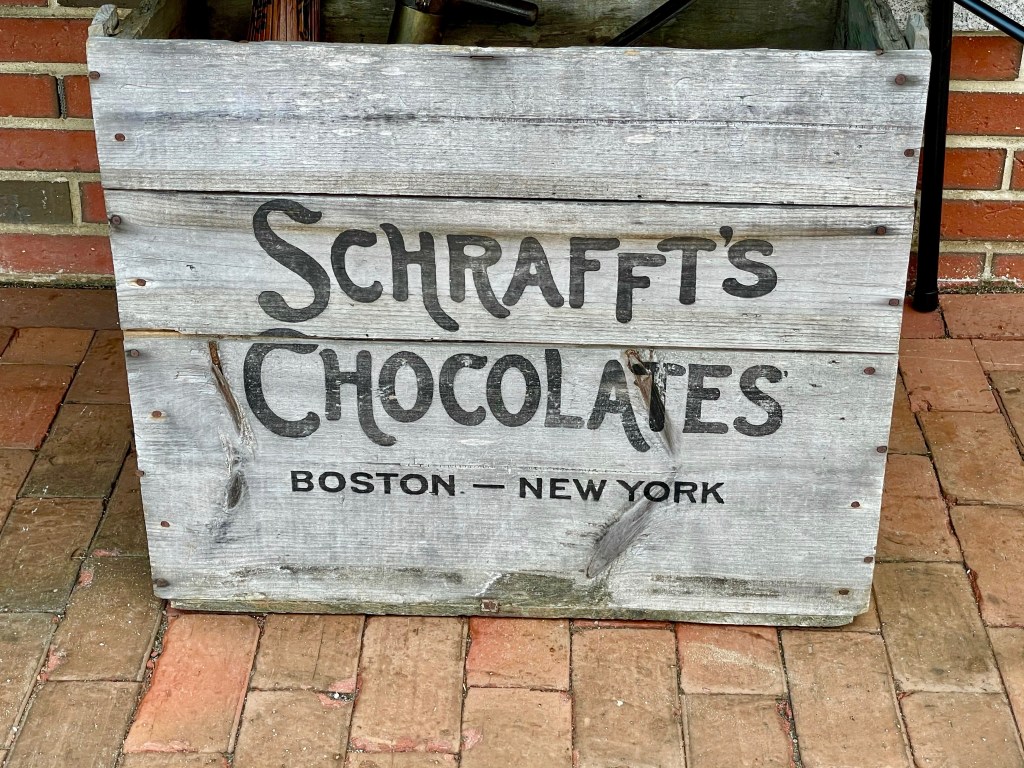 SCHRAFFT'S
CHOCOLATES
BOSTON — NEW YORK